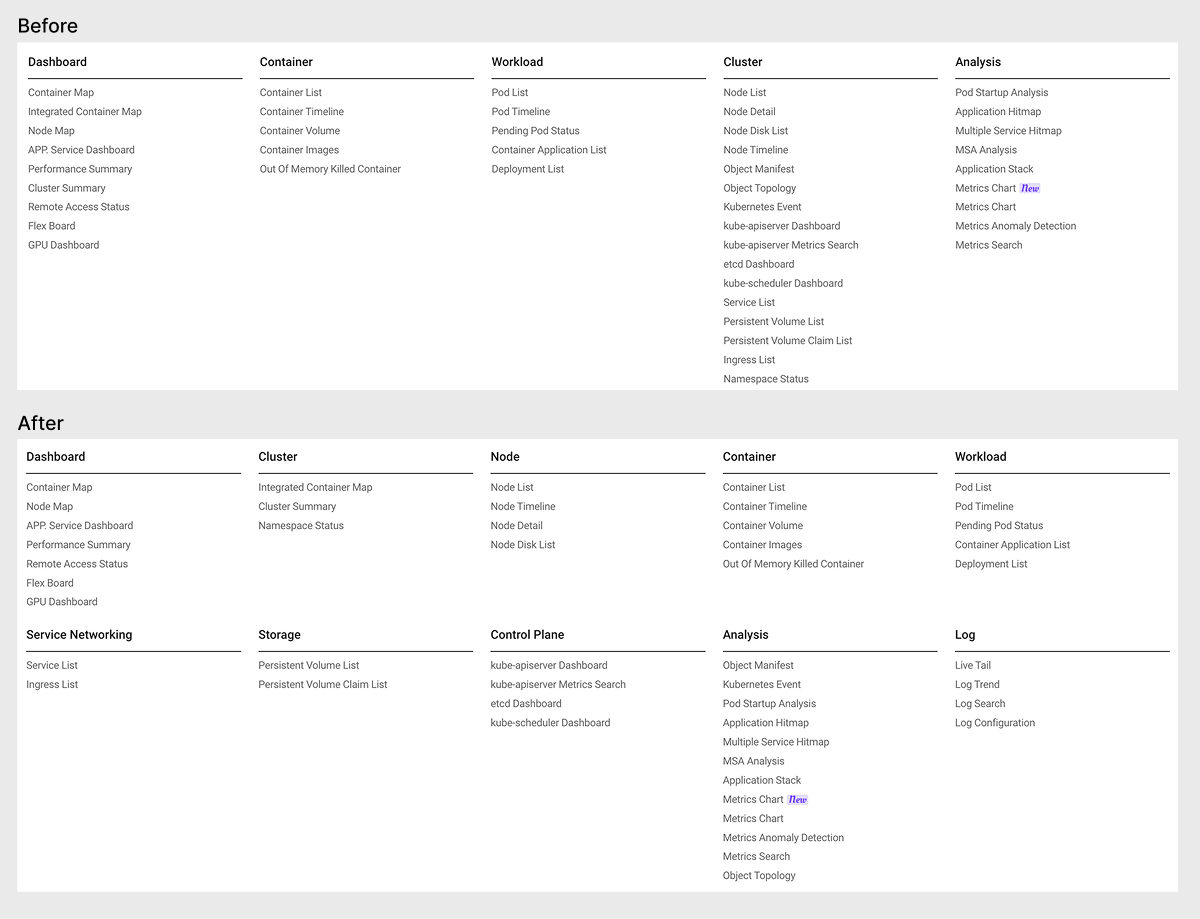 Before
Dashboard
Container Map
Integrated Container Map
Node Map
APP. Service Dashboard
Performance Summary
Cluster Summary
Remote Access Status
Flex Board
GPU Dashboard
Container
Container List
Container Timeline
Container Volume
Container Images
Out Of Memory Killed Container
Workload
Pod List
Pod Timeline
Pending Pod Status
Container Application List
Deployment List
Cluster
Node List
Node Detail
Node Disk List
Node Timeline
Object Manifest
Object Topology
Kubernetes Event
kube-apiserver Dashboard
kube-apiserver Metrics Search
etcd Dashboard
kube-scheduler Dashboard
Service List
Persistent Volume List
Persistent Volume Claim List
Ingress List
Namespace Status
Analysis
Pod Startup Analysis
Application Hitmap
Multiple Service Hitmap
MSA Analysis
Application Stack
Metrics Chart New
Metrics Chart
Metrics Anomaly Detection
Metrics Search
After
Dashboard
Container Map
Node Map
APP. Service Dashboard
Performance Summary
Remote Access Status
Flex Board
GPU Dashboard
Cluster
Integrated Container Map
Cluster Summary
Namespace Status
Node
Node List
Node Timeline
Node Detail
Node Disk List
Container
Container List
Container Timeline
Container Volume
Container Images
Out Of Memory Killed Container
Workload
Pod List
Pod Timeline
Pending Pod Status
Container Application List
Deployment List
Service Networking
Service List
Ingress List
Storage
Persistent Volume List
Persistent Volume Claim List
Control Plane
kube-apiserver Dashboard
kube-apiserver Metrics Search
etcd Dashboard
kube-scheduler Dashboard
Analysis
Object Manifest
Kubernetes Event
Pod Startup Analysis
Application Hitmap
Multiple Service Hitmap
MSA Analysis
Application Stack
Metrics Chart New
Metrics Chart
Metrics Anomaly Detection
Metrics Search
Object Topology
Log
Live Tail
Log Trend
Log Search
Log Configuration